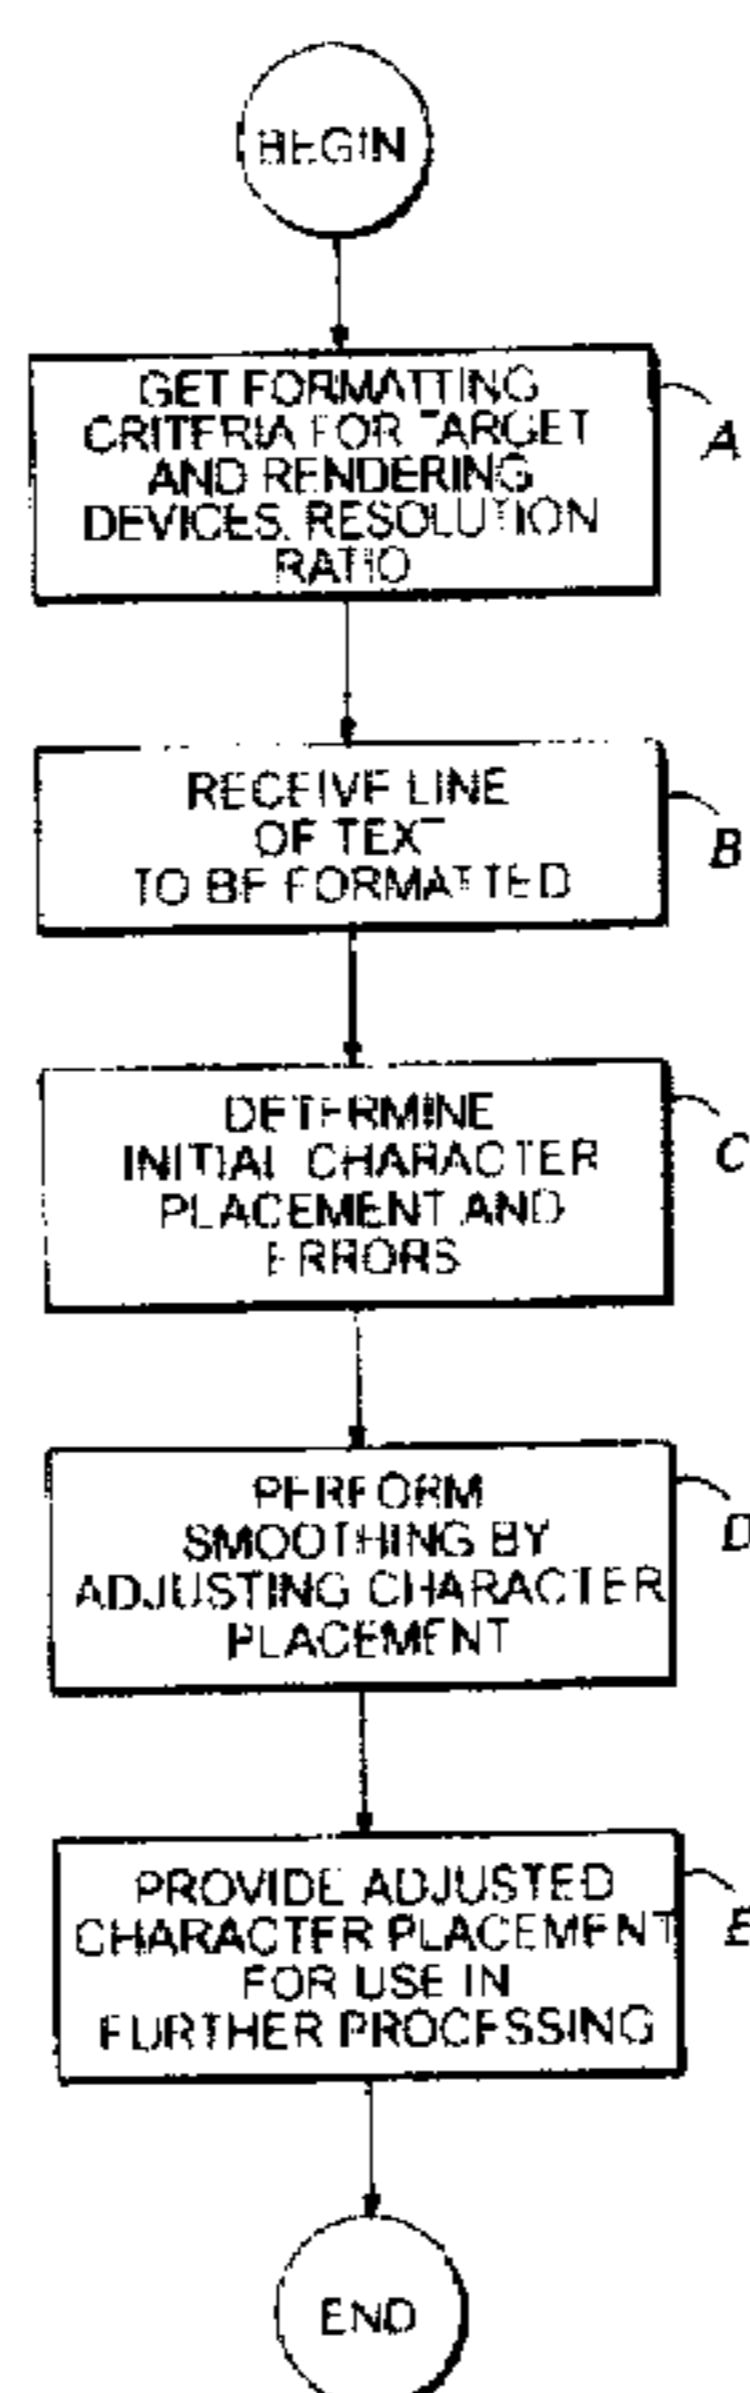 BEGIN
GET FORMATTING
CRITERIA FOR TARGET
AND RENDERING
DEVICES, RESOLUTION
RATIO
A
RECEIVE LINE
OF TEXT
TO BE FORMATTED
B
DETERMINE
INITIAL CHARACTER
PLACEMENT AND
ERRORS
C
PERFORM
SMOOTHING BY
ADJUSTING CHARACTER
PLACEMENT
D
PROVIDE ADJUSTED
CHARACTER PLACEMENT
FOR USE IN
FURTHER PROCESSING
E
END